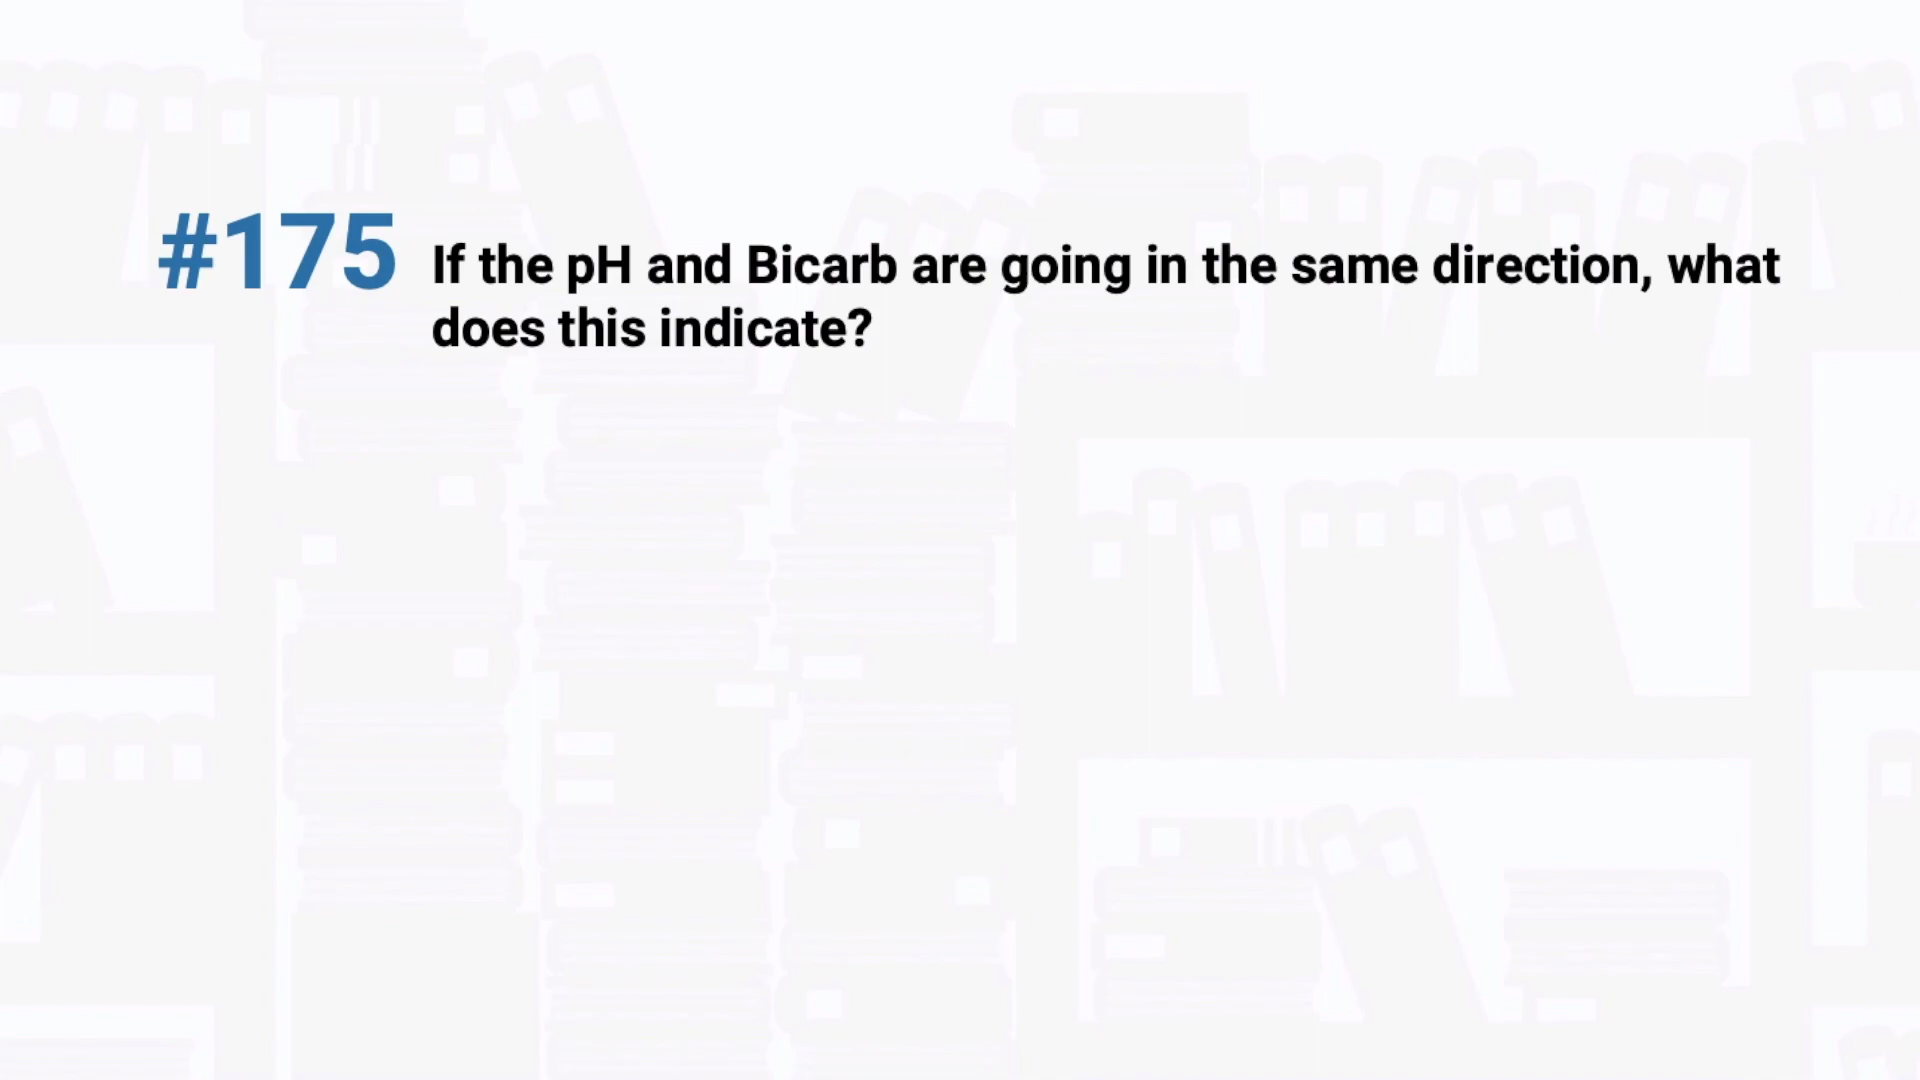 #175 If the pH and Bicarb are going in the same direction, what
does this indicate?